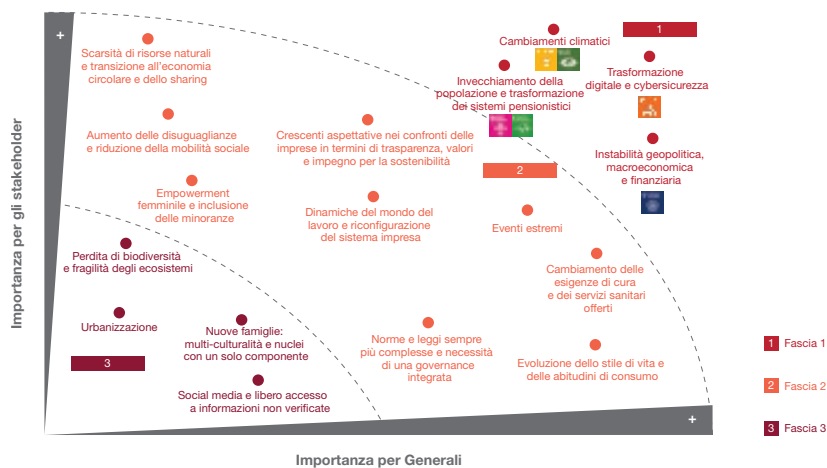 +
Scarsità di risorse naturali
e transizione all'economia
circolare e dello sharing
Cambiamenti climatici
1
Invecchiamento della
popolazione e trasformazione
dei sistemi pensionistici
Trasformazione
digitale e cybersicurezza
Aumento delle disuguaglianze
e riduzione della mobilità sociale
Crescenti aspettative nei confronti delle
imprese in termini di trasparenza, valori
e impegno per la sostenibilità
Instabilità geopolitica,
macroeconomica
e finanziaria
2
Empowerment
femminile e inclusione
delle minoranze
Dinamiche del mondo del
lavoro e riconfigurazione
del sistema impresa
Eventi estremi
Perdita di biodiversità
e fragilità degli ecosistemi
Cambiamento delle
esigenze di cura
e dei servizi sanitari
offerti
Urbanizzazione
Nuove famiglie:
multi-culturalità e nuclei
con un solo componente
3
Norme e leggi sempre
più complesse e necessità
di una governance
integrata
Evoluzione dello stile di vita e
delle abitudini di consumo
Social media e libero accesso
a informazioni non verificate
+
Importanza per gli stakeholder
Importanza per Generali
1 Fascia 1
2 Fascia 2
3 Fascia 3